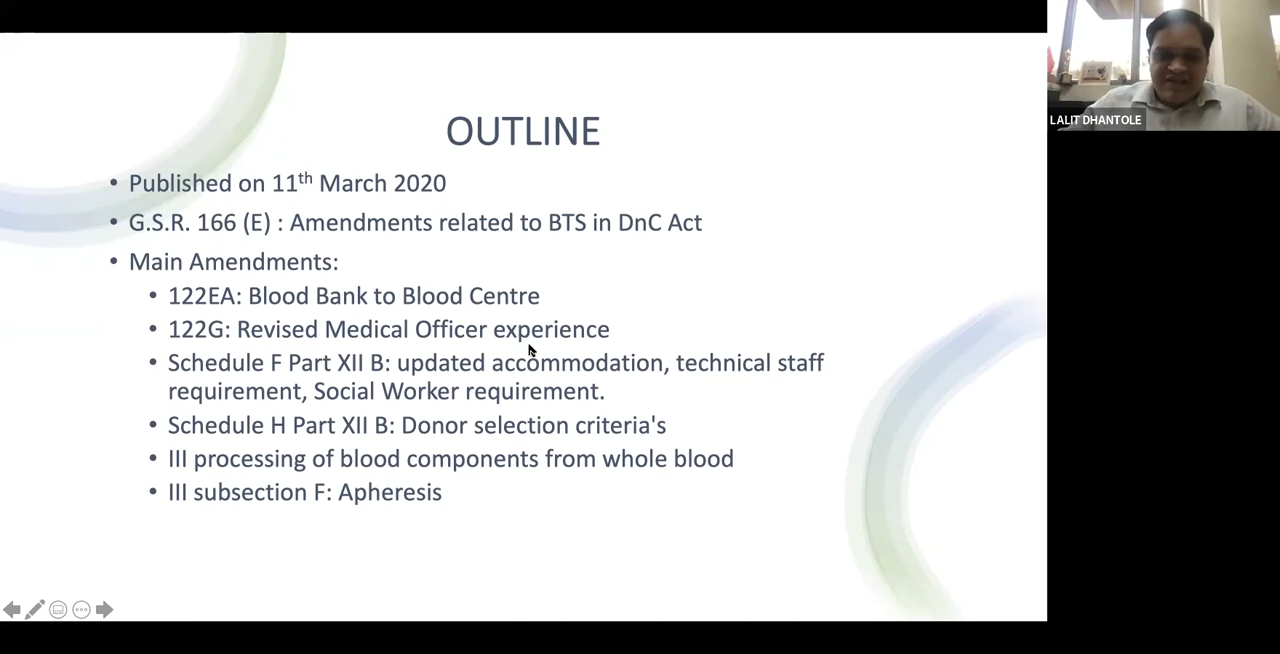 OUTLINE
• Published on 11th March 2020
• G.S.R. 166 (E) : Amendments related to BTS in DnC Act
• Main Amendments:
• 122EA: Blood Bank to Blood Centre
• 122G: Revised Medical Officer experience
• Schedule F Part XII B: updated accommodation, technical staff
requirement, Social Worker requirement.
• Schedule H Part XII B: Donor selection criteria's
• III processing of blood components from whole blood
• III subsection F: Apheresis
LALIT DHANTOLE